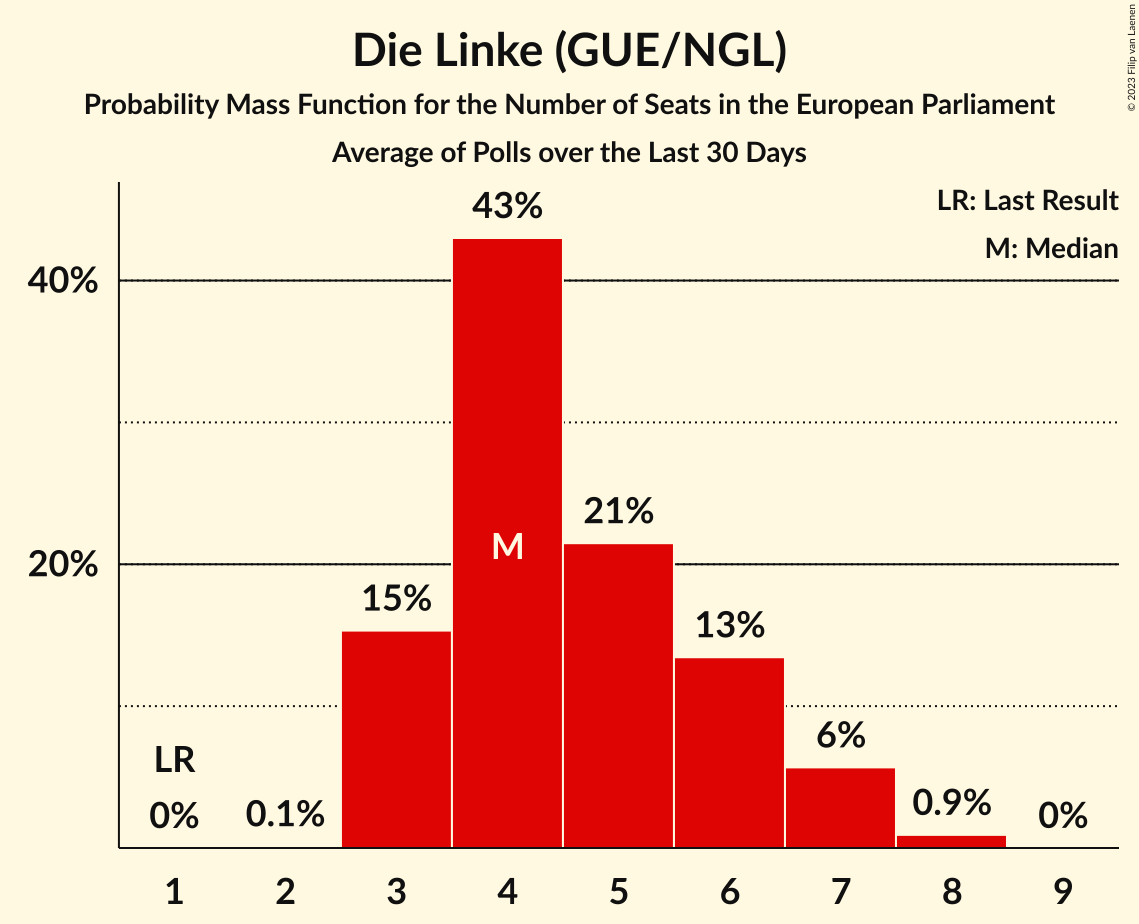 Die Linke (GUE/NGL)
Probability Mass Function for the Number of Seats in the European Parliament
Average of Polls over the Last 30 Days
© 2023 Filip van Laenen
LR: Last Result
M: Median
43%
40%
21%
M
20%
15%
13%
6%
LR
0%
0.1%
0.9%
0%
1 2 3 4 5 6 7 8 9